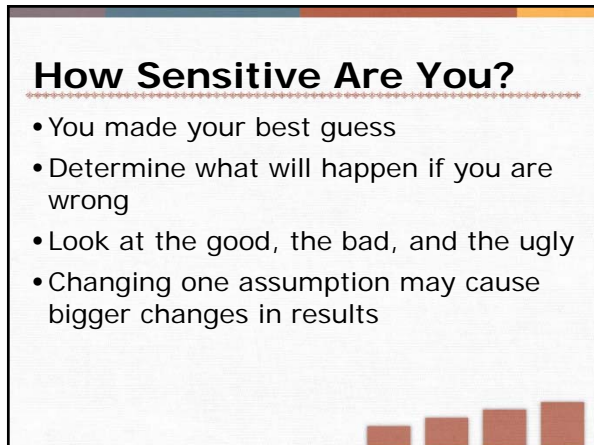 How Sensitive Are You?
• You made your best guess
• Determine what will happen if you are
wrong
• Look at the good, the bad, and the ugly
• Changing one assumption may cause
bigger changes in results